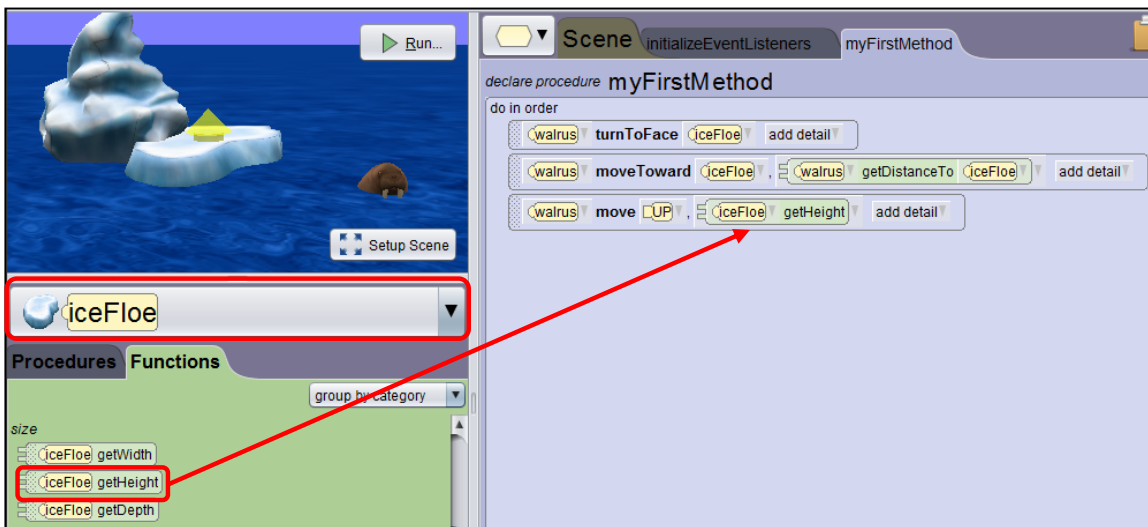 Run...
Setup Scene
iceFloe
Procedures Functions
group by category
size
iceFloe getWidth
iceFloe getHeight
iceFloe getDepth
Scene initializeEventListeners myFirstMethod
declare procedure myFirstMethod
do in order
walrus turnToFace iceFloe add detail
walrus moveToward iceFloe , walrus getDistanceTo iceFloe add detail
walrus move UP , iceFloe getHeight add detail